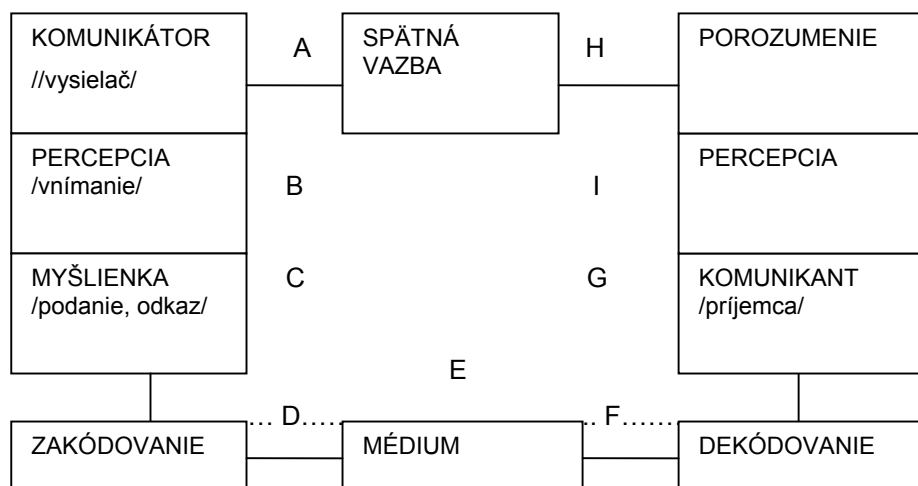 KOMUNIKÁTOR
//vysielač/
A
SPÄTNÁ
VAZBA
H
POROZUMENIE
PERCEPCIA
/vnímanie/
B
I
PERCEPCIA
MYŠLIENKA
/podanie, odkaz/
C
G
KOMUNIKANT
/príjemca/
E
… D……
.. F…….
ZAKÓDOVANIE
MÉDIUM
DEKÓDOVANIE